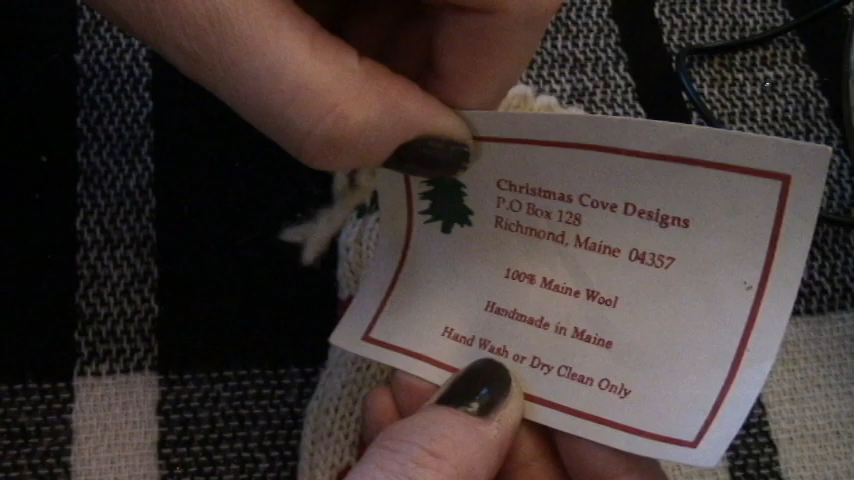 Christmas Cove Designs
P.O Box 128
Richmond, Maine 04357
100% Maine Wool
Handmade in Maine
Hand Wash or Dry Clean Only